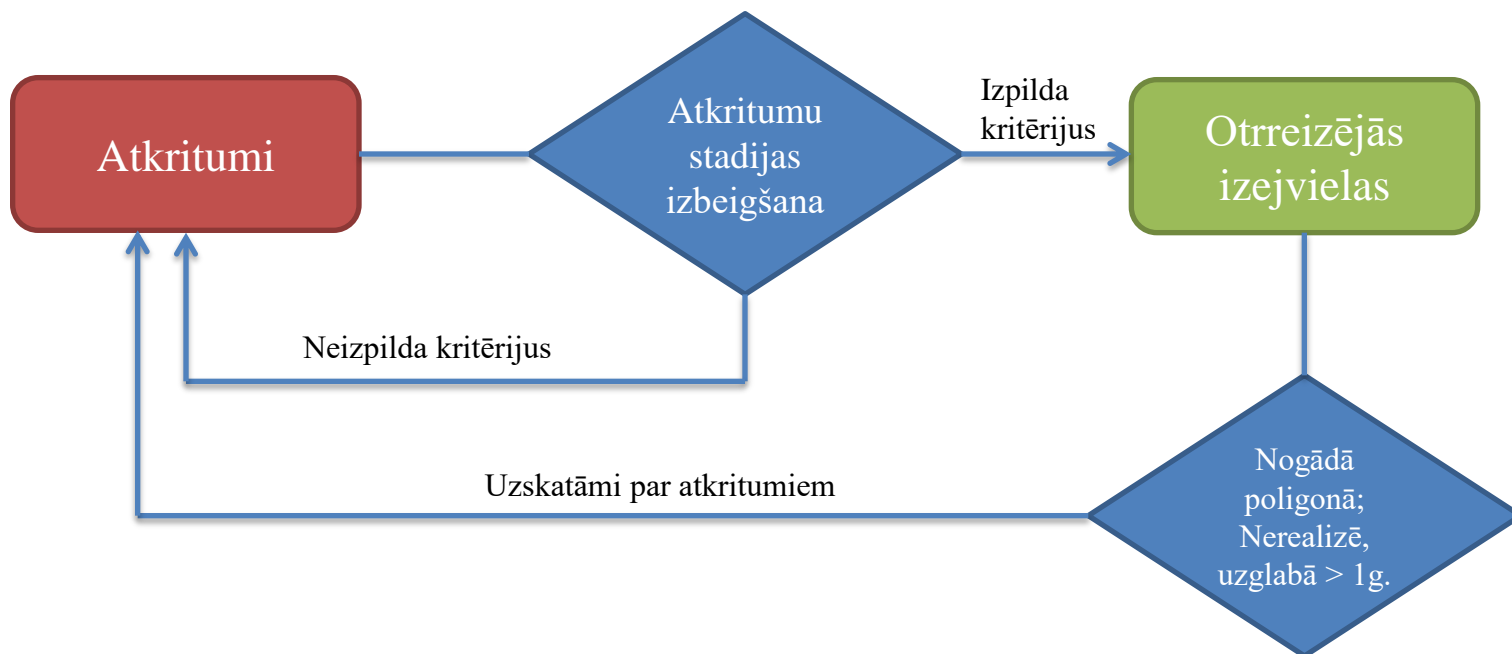 Atkritumi
Atkritumu
stadijas
izbeigšana
Izpilda
kritērijus
Otrreizējās
izejvielas
Neizpilda kritērijus
Uzskatāmi par atkritumiem
Nogādā
poligonā;
Nerealizē,
uzglabā > 1g.